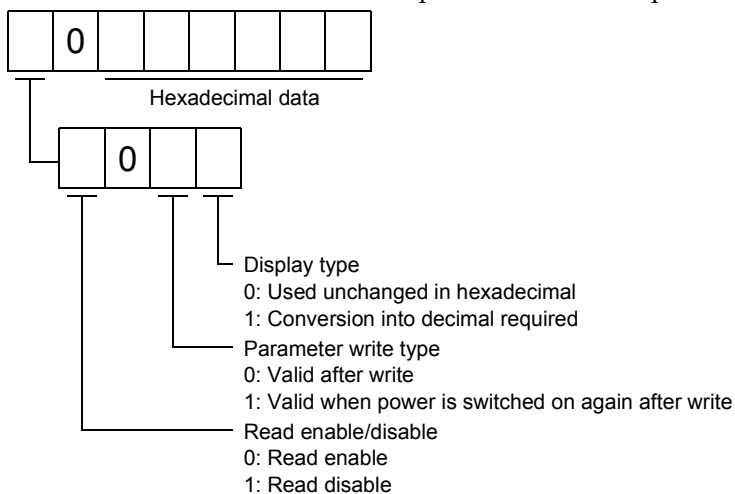 0
Hexadecimal data
0
Display type
0: Used unchanged in hexadecimal
1: Conversion into decimal required
Parameter write type
0: Valid after write
1: Valid when power is switched on again after write
Read enable/disable
0: Read enable
1: Read disable